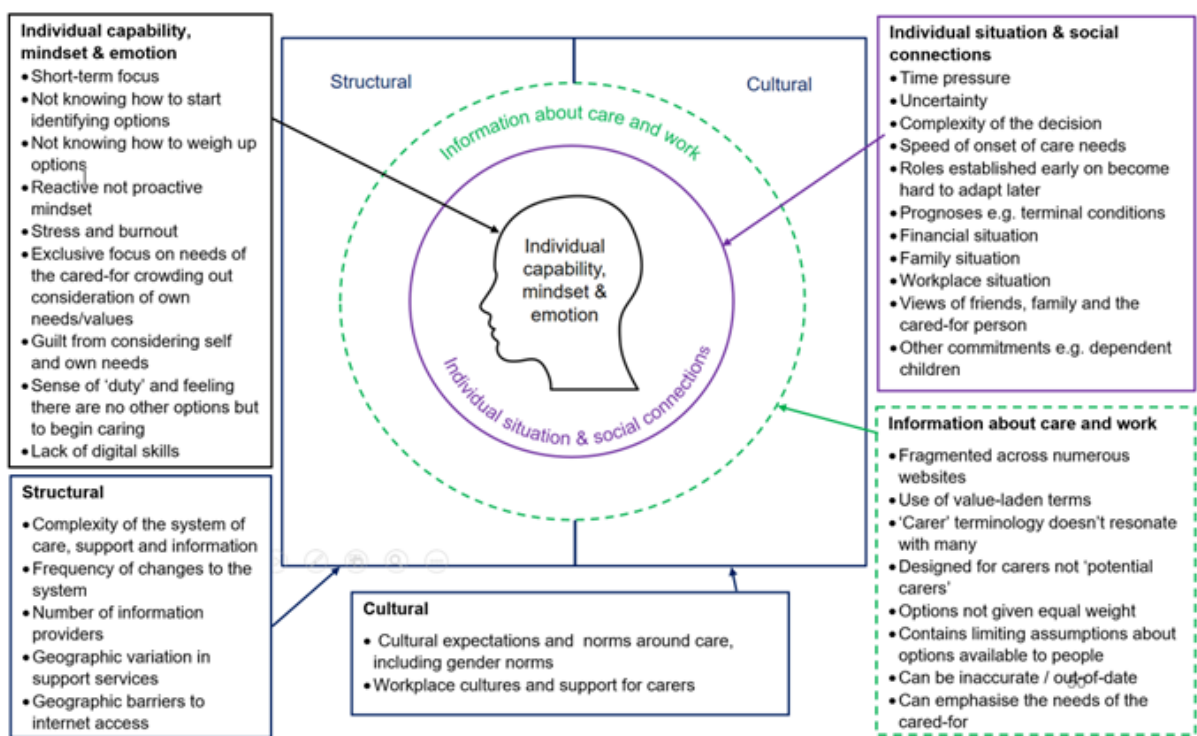 Individual capability,
mindset & emotion
•Short-term focus
•Not knowing how to start
identifying options
•Not knowing how to weigh up
options
•Reactive not proactive
mindset
•Stress and burnout
•Exclusive focus on needs of
the cared-for crowding out
consideration of own
needs/values
•Guilt from considering self
and own needs
•Sense of ‘duty’ and feeling
there are no other options but
to begin caring
•Lack of digital skills
Structural
•Complexity of the system of
care, support and information
•Frequency of changes to the
system
•Number of information
providers
•Geographic variation in
support services
•Geographic barriers to
internet access
Structural
Cultural
Information about care and work
Individual
capability,
mindset &
emotion
Individual situation & social connections
Cultural
• Cultural expectations and norms around care,
including gender norms
• Workplace cultures and support for carers
Individual situation & social
connections
•Time pressure
•Uncertainty
•Complexity of the decision
•Speed of onset of care needs
•Roles established early on become
hard to adapt later
•Prognoses e.g. terminal conditions
•Financial situation
•Family situation
•Workplace situation
•Views of friends, family and the
cared-for person
•Other commitments e.g. dependent
children
Information about care and work
•Fragmented across numerous
websites
•Use of value-laden terms
•‘Carer’ terminology doesn’t resonate
with many
•Designed for carers not ‘potential
carers’
•Options not given equal weight
•Contains limiting assumptions about
options available to people
•Can be inaccurate / out-of-date
•Can emphasise the needs of the
cared-for